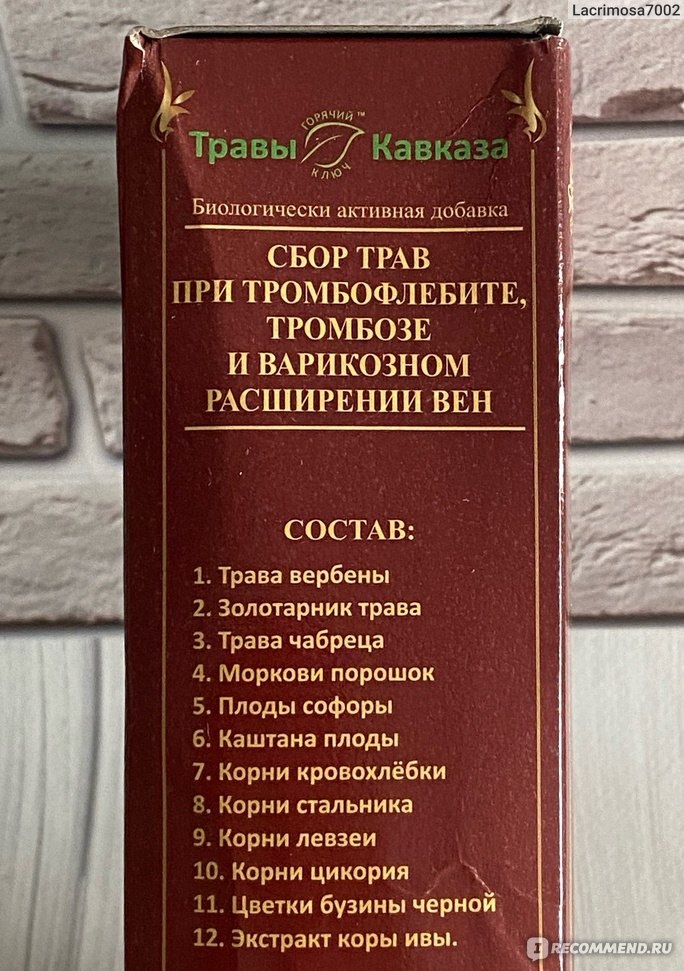 Lacrimosa7002
ГОРЯЧИЙ ™
Травы Кавказа
КЛЮЧ
Биологически активная добавка
СБОР ТРАВ
ПРИ ТРОМБОФЛЕБИТЕ,
ТРОМБОЗЕ
И ВАРИКОЗНОМ
РАСШИРЕНИИ ВЕН
СОСТАВ:
1. Трава вербены
2. Золотарник трава
3. Трава чабреца
4. Моркови порошок
5. Плоды софоры
6. Каштана плоды
7. Корни кровохлёбки
8. Корни стальника
9. Корни левзеи
10. Корни цикория
11. Цветки бузины черной
12. Экстракт коры ивы.
I RECOMMEND.RU